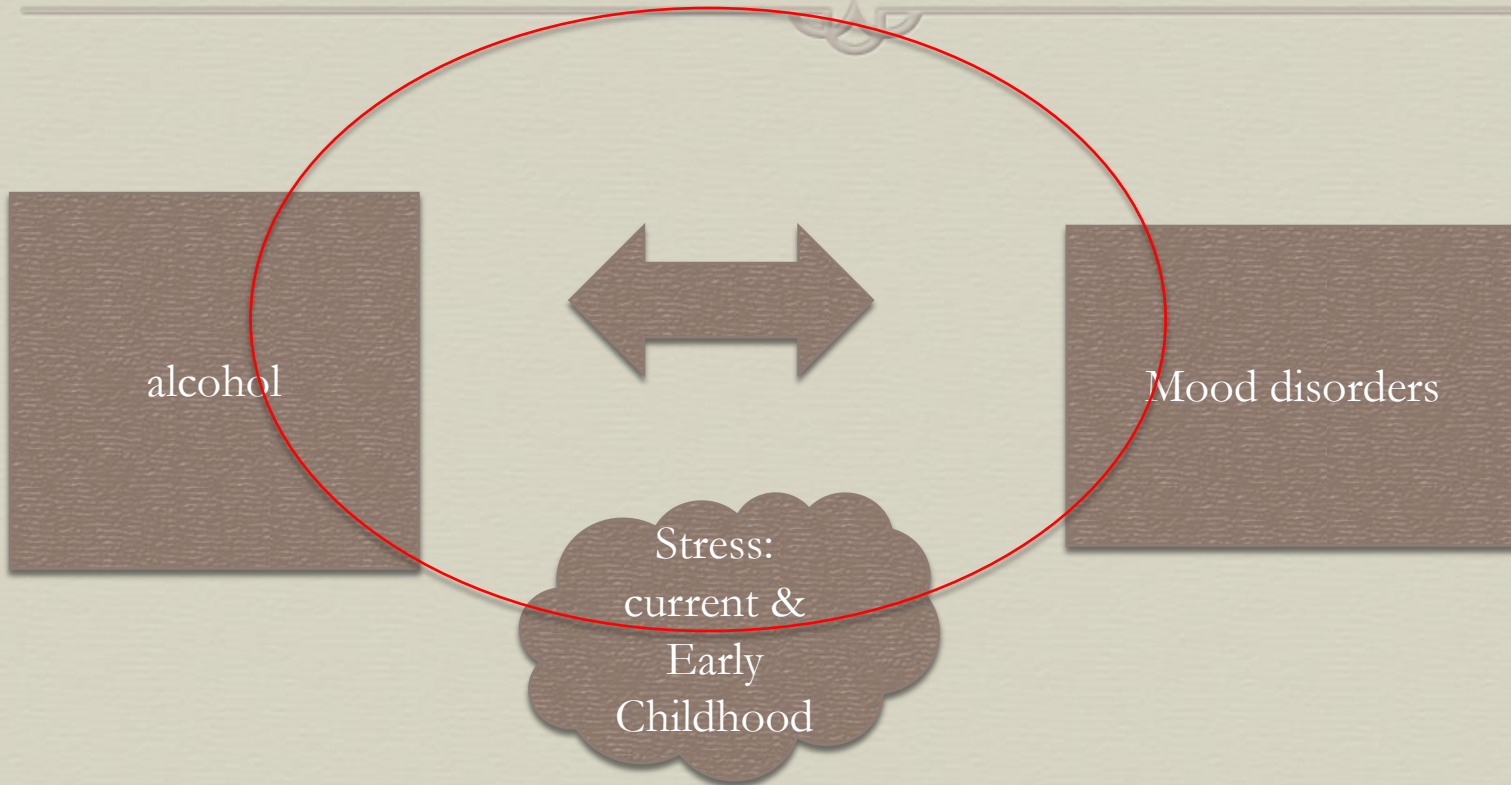 alcohol
Mood disorders
Stress:
current &
Early
Childhood